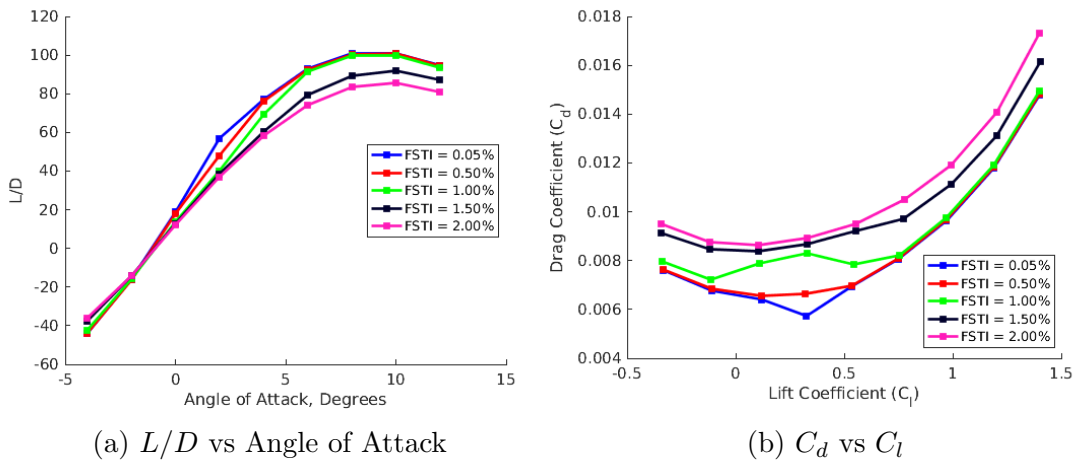 120
100
80
60
40
20
0
-20
-40
-60
-5
0
5
10
15
L/D
Angle of Attack, Degrees
FSTI = 0.05%
FSTI = 0.50%
FSTI = 1.00%
FSTI = 1.50%
FSTI = 2.00%
(a) L/D vs Angle of Attack
0.018
0.016
0.014
0.012
0.01
0.008
0.006
0.004
-0.5
0
0.5
1
1.5
Drag Coefficient (C_d)
Lift Coefficient (C_l)
FSTI = 0.05%
FSTI = 0.50%
FSTI = 1.00%
FSTI = 1.50%
FSTI = 2.00%
(b) C_d vs C_l